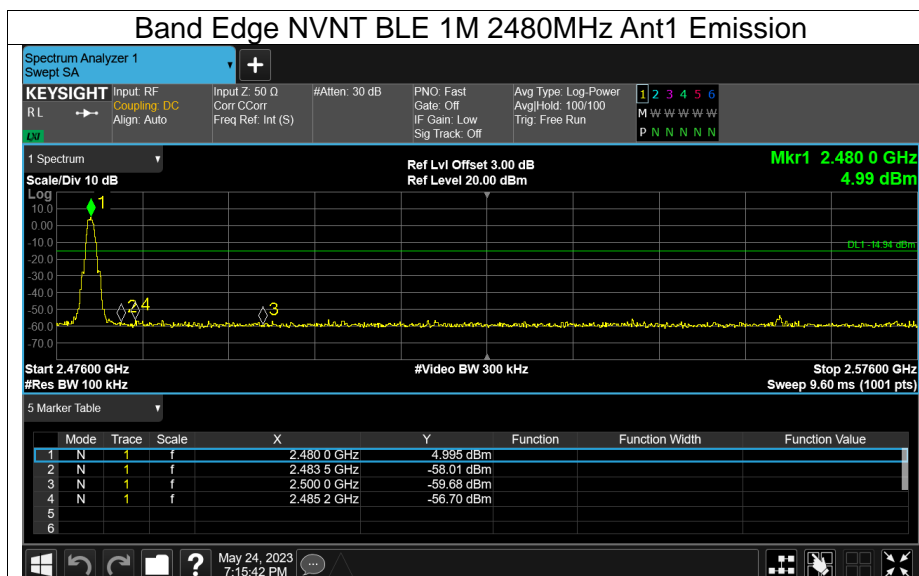 Band Edge NVNT BLE 1M 2480MHz Ant1 Emission
Spectrum Analyzer 1
Swept SA
+
KEYSIGHT
R L
LXI
Input: RF
Coupling: DC
Align: Auto
Input Z: 50 Ω
Corr CCorr
Freq Ref: Int (S)
#Atten: 30 dB
PNO: Fast
Gate: Off
IF Gain: Low
Sig Track: Off
Avg Type: Log-Power
Avg|Hold: 100/100
Trig: Free Run
1 2 3 4 5 6
M W W W W W
P N N N N N
1 Spectrum
Scale/Div 10 dB
Ref Lvl Offset 3.00 dB
Ref Level 20.00 dBm
Mkr1 2.480 0 GHz
4.99 dBm
Log
10.0
0.00
-10.0
-20.0
-30.0
-40.0
-50.0
-60.0
-70.0
1
2 4
3
DL1 -14.94 dBm
Start 2.47600 GHz
#Res BW 100 kHz
#Video BW 300 kHz
Stop 2.57600 GHz
Sweep 9.60 ms (1001 pts)
5 Marker Table
Mode Trace Scale X Y Function Function Width Function Value
1 N 1 f 2.480 0 GHz 4.995 dBm
2 N 1 f 2.483 5 GHz -58.01 dBm
3 N 1 f 2.500 0 GHz -59.68 dBm
4 N 1 f 2.485 2 GHz -56.70 dBm
5
6
?
May 24, 2023
7:15:42 PM